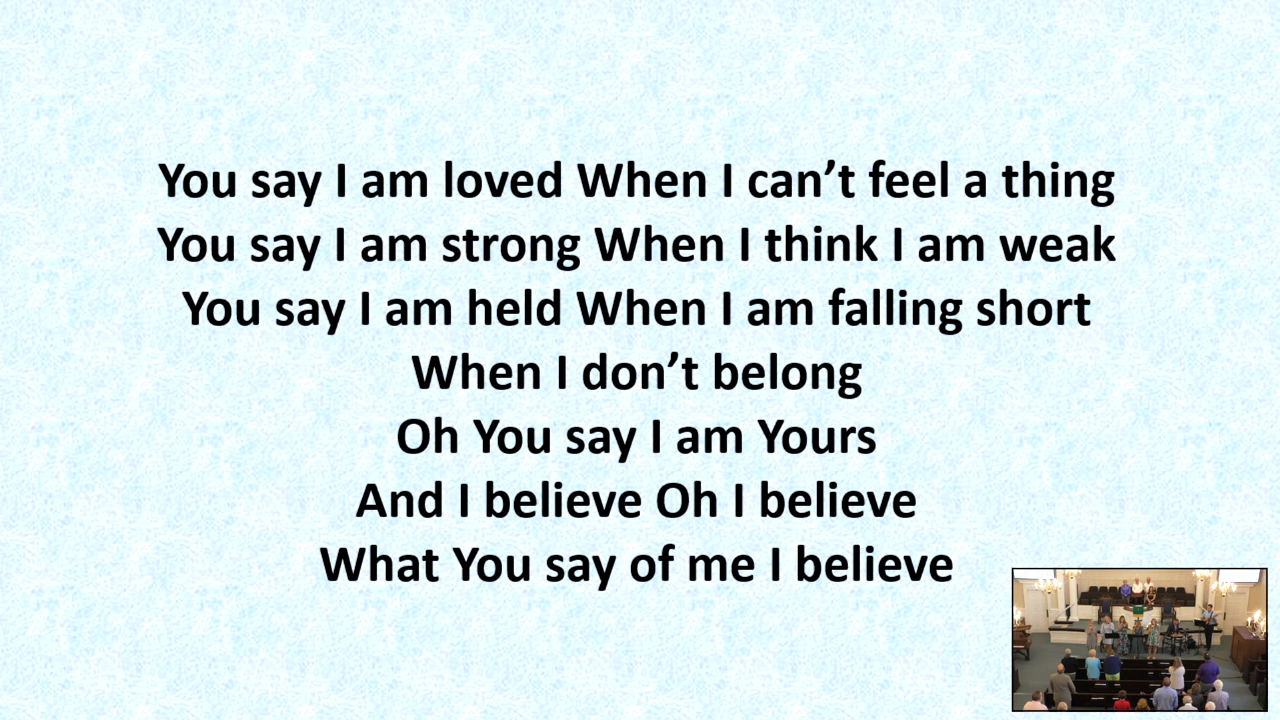 You say I am loved When I can’t feel a thing
You say I am strong When I think I am weak
You say I am held When I am falling short
When I don’t belong
Oh You say I am Yours
And I believe Oh I believe
What You say of me I believe